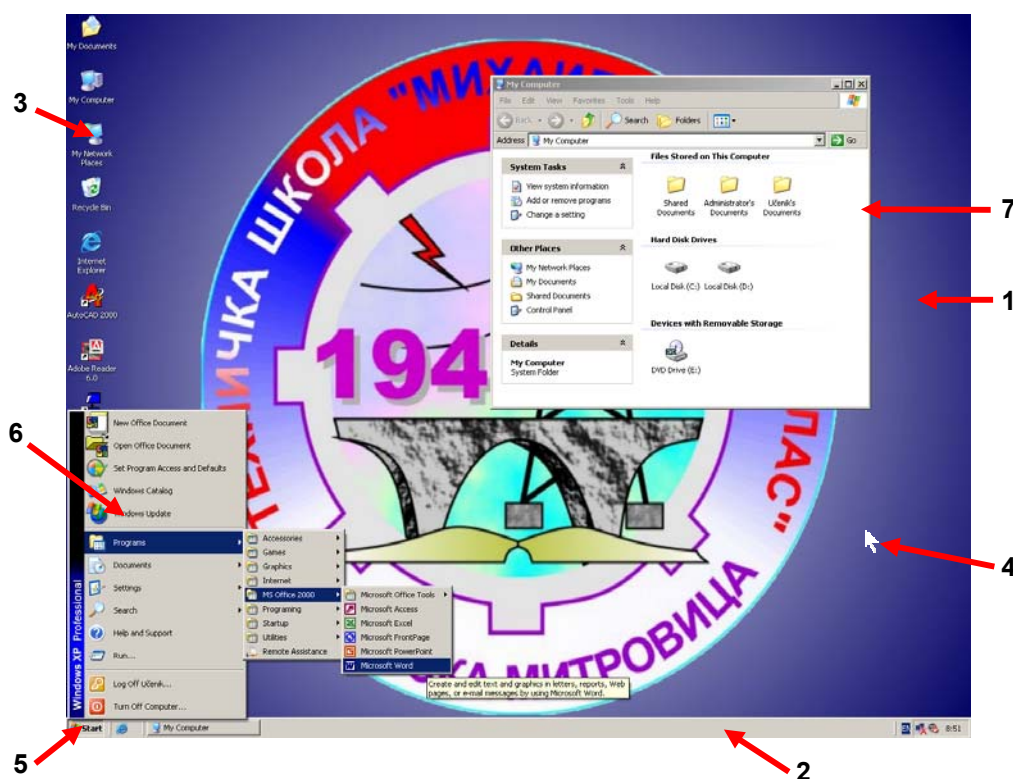 My Documents
My Computer
3
My Network
Places
Recycle Bin
Internet
Explorer
AutoCAD 2000
Adobe Reader
6.0
ТЕХНИЧКА ШКОЛА "МИХАИ
ЛАС"
СКА МИТРОВИЦА
194
My Computer
File Edit View Favorites Tools Help
Back Search Folders
Address My Computer Go
System Tasks
View system information
Add or remove programs
Change a setting
Other Places
My Network Places
My Documents
Shared Documents
Control Panel
Details
My Computer
System Folder
Files Stored on This Computer
Shared
Documents
Administrator's
Documents
Učenik's
Documents
Hard Disk Drives
Local Disk (C:) Local Disk (D:)
Devices with Removable Storage
DVD Drive (E:)
7
1
4
6
New Office Document
Open Office Document
Set Program Access and Defaults
Windows Catalog
Windows Update
Programs
Documents
Settings
Search
Help and Support
Run...
Log Off Učenik...
Turn Off Computer...
Windows XP Professional
Accessories
Games
Graphics
Internet
MS Office 2000
Programing
Startup
Utilities
Remote Assistance
Microsoft Office Tools
Microsoft Access
Microsoft Excel
Microsoft FrontPage
Microsoft PowerPoint
Microsoft Word
Create and edit text and graphics in letters, reports, Web
pages, or e-mail messages by using Microsoft Word.
Start My Computer EN 8:51
5
2